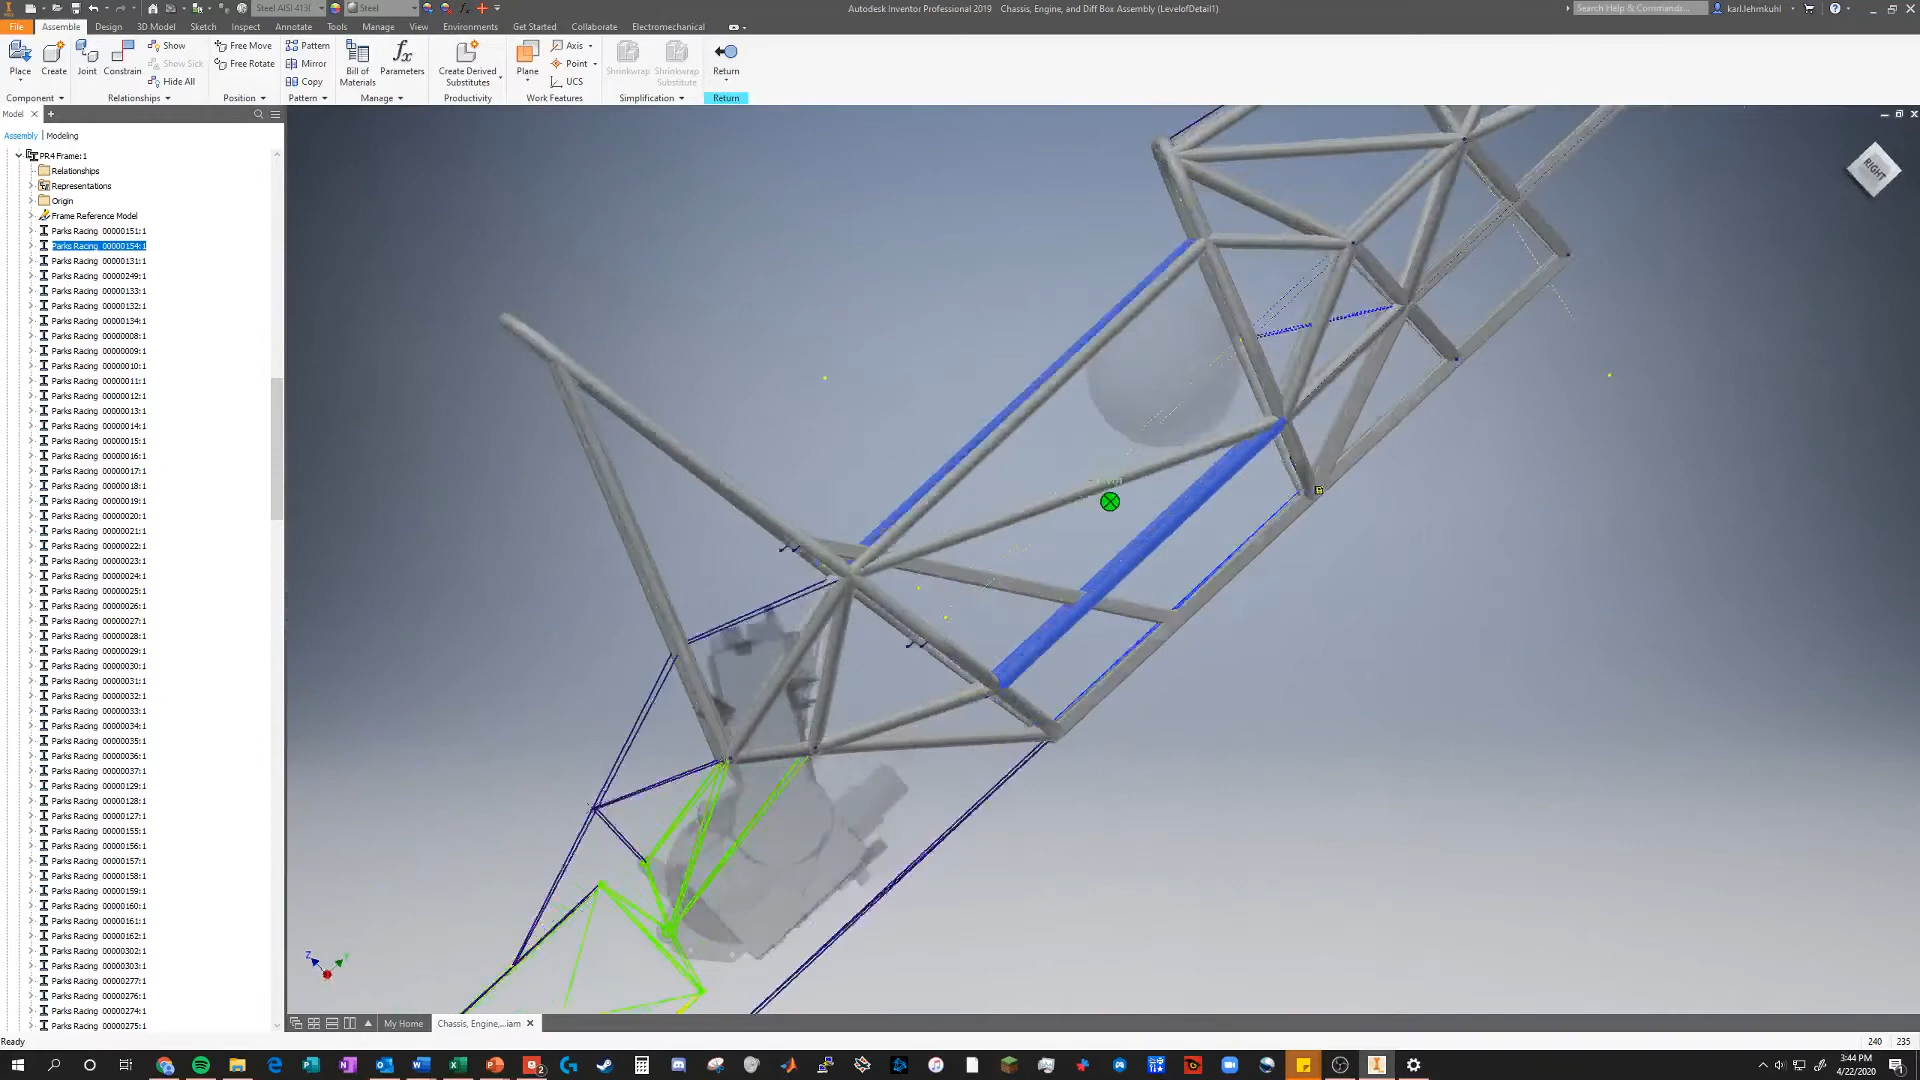 Steel AISI 413(
Steel
Autodesk Inventor Professional 2019 Chassis, Engine, and Diff Box Assembly (LevelofDetail1)
Search Help & Commands...
karl.lehmkuhl
File Assemble Design 3D Model Sketch Inspect Annotate Tools Manage View Environments Get Started Collaborate Electromechanical
Place Create Joint Constrain
Show
Show Sick
Hide All
Free Move
Free Rotate
Pattern
Mirror
Copy
Bill of Materials
Parameters
Create Derived Substitutes
Plane
Axis
Point
UCS
Shrinkwrap
Shrinkwrap Substitute
Return
Component Relationships Position Pattern Manage Productivity Work Features Simplification Return
Model
Assembly Modeling
PR4 Frame:1
Relationships
Representations
Origin
Frame Reference Model
Parks Racing 00000151:1
Parks Racing 00000154:1
Parks Racing 00000131:1
Parks Racing 00000249:1
Parks Racing 00000133:1
Parks Racing 00000132:1
Parks Racing 00000134:1
Parks Racing 00000008:1
Parks Racing 00000009:1
Parks Racing 00000010:1
Parks Racing 00000011:1
Parks Racing 00000012:1
Parks Racing 00000013:1
Parks Racing 00000014:1
Parks Racing 00000015:1
Parks Racing 00000016:1
Parks Racing 00000017:1
Parks Racing 00000018:1
Parks Racing 00000019:1
Parks Racing 00000020:1
Parks Racing 00000021:1
Parks Racing 00000022:1
Parks Racing 00000023:1
Parks Racing 00000024:1
Parks Racing 00000025:1
Parks Racing 00000026:1
Parks Racing 00000027:1
Parks Racing 00000028:1
Parks Racing 00000029:1
Parks Racing 00000030:1
Parks Racing 00000031:1
Parks Racing 00000032:1
Parks Racing 00000033:1
Parks Racing 00000034:1
Parks Racing 00000035:1
Parks Racing 00000036:1
Parks Racing 00000037:1
Parks Racing 00000129:1
Parks Racing 00000128:1
Parks Racing 00000127:1
Parks Racing 00000155:1
Parks Racing 00000156:1
Parks Racing 00000157:1
Parks Racing 00000158:1
Parks Racing 00000159:1
Parks Racing 00000160:1
Parks Racing 00000161:1
Parks Racing 00000162:1
Parks Racing 00000302:1
Parks Racing 00000303:1
Parks Racing 00000277:1
Parks Racing 00000276:1
Parks Racing 00000274:1
Parks Racing 00000275:1
RIGHT
Z Y
My Home Chassis, Engine,...iam
Ready
240 235
3:44 PM
4/22/2020